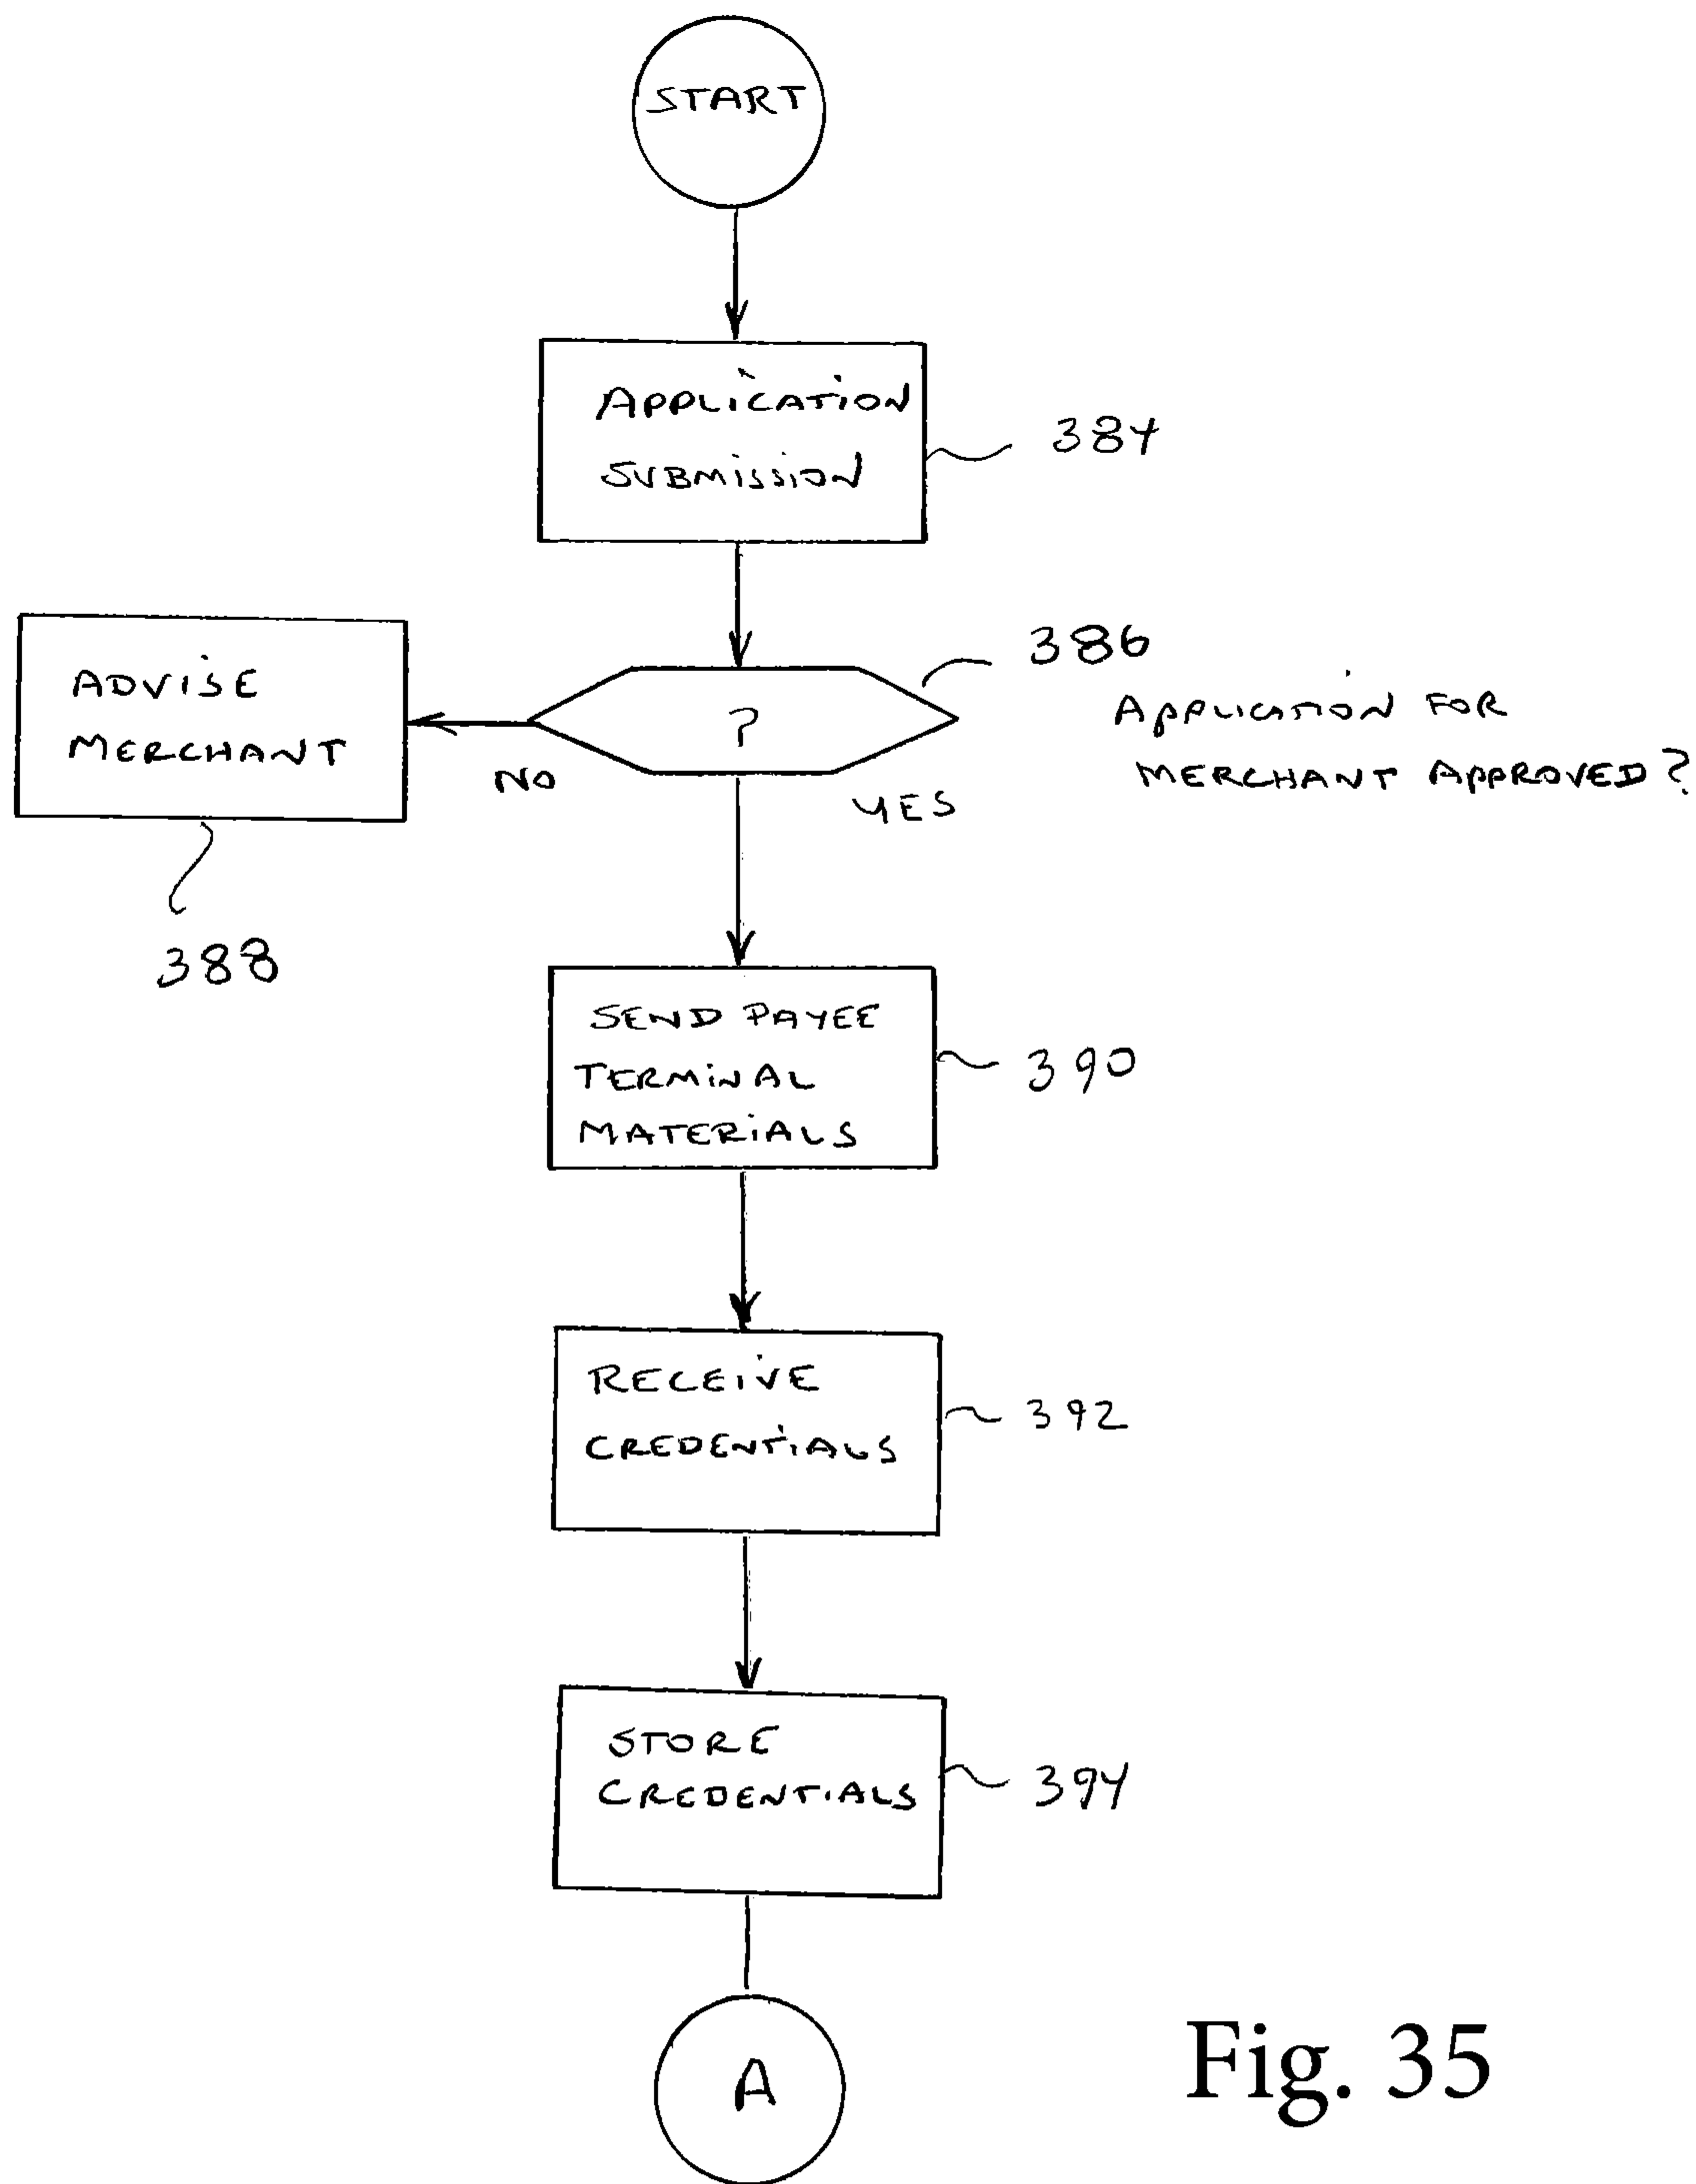 START
APPLICATION
SUBMISSION
384
386
APPLICATION FOR
MERCHANT APPROVED?
?
ADVISE
MERCHANT
NO
YES
388
SEND PAYEE
TERMINAL
MATERIALS
390
RECEIVE
CREDENTIALS
392
STORE
CREDENTIALS
394
A
Fig. 35